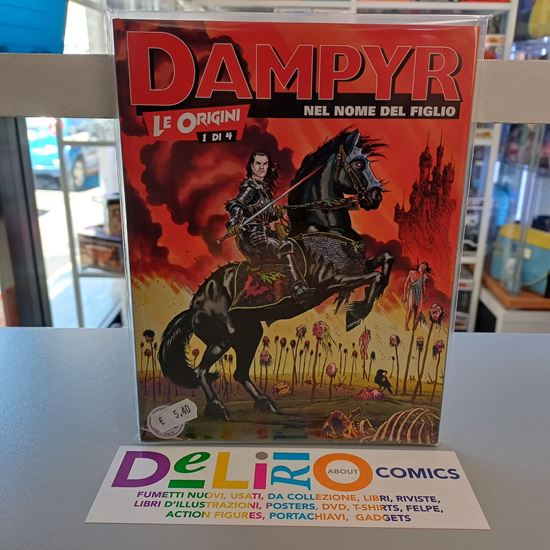 DAMPYR
LE ORIGINI
1 DI 4
NEL NOME DEL FIGLIO
€ 5,40
DELIRIO ABOUT COMICS
FUMETTI NUOVI, USATI, DA COLLEZIONE, LIBRI, RIVISTE,
LIBRI D'ILLUSTRAZIONI, POSTERS, DVD, T-SHIRTS, FELPE,
ACTION FIGURES, PORTACHIAVI, GADGETS